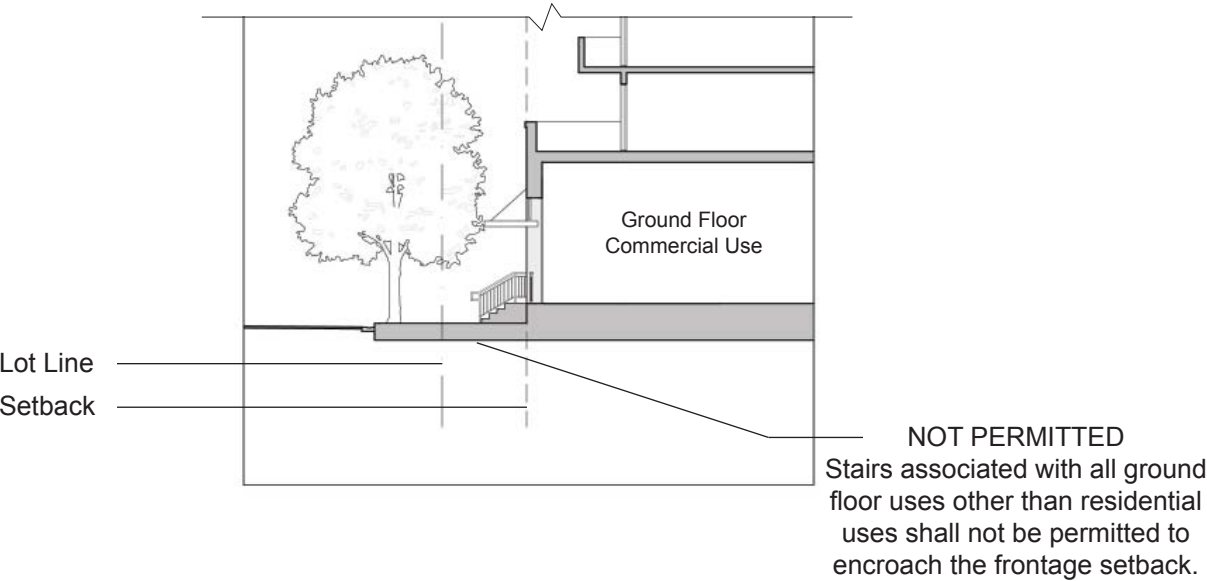 Ground Floor
Commercial Use
Lot Line
Setback
NOT PERMITTED
Stairs associated with all ground
floor uses other than residential
uses shall not be permitted to
encroach the frontage setback.